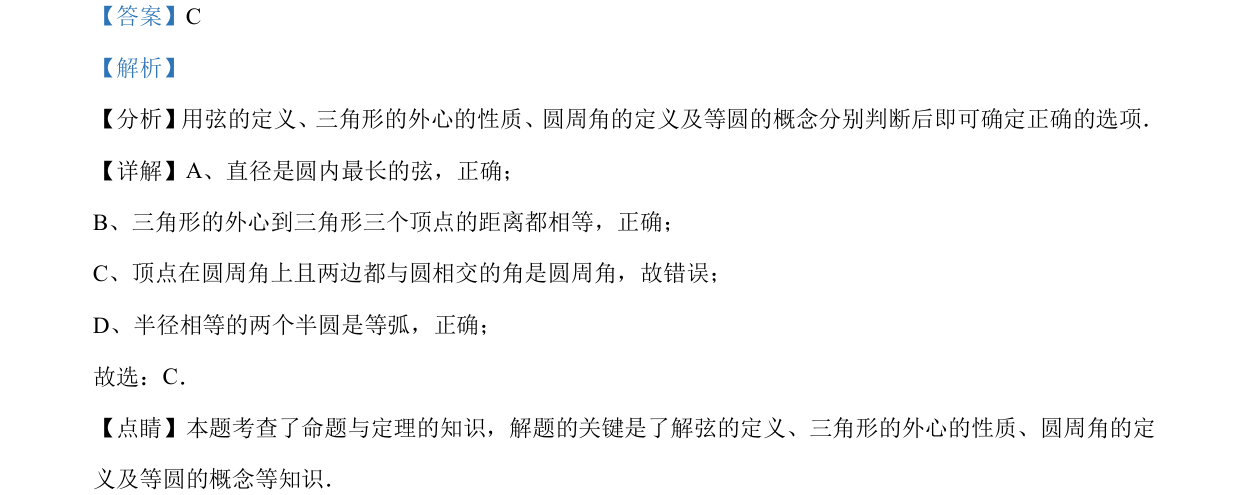 【答案】C
【解析】
【分析】用弦的定义、三角形的外心的性质、圆周角的定义及等圆的概念分别判断后即可确定正确的选项．
【详解】A、直径是圆内最长的弦，正确；
B、三角形的外心到三角形三个顶点的距离都相等，正确；
C、顶点在圆周角上且两边都与圆相交的角是圆周角，故错误；
D、半径相等的两个半圆是等弧，正确；
故选：C．
【点睛】本题考查了命题与定理的知识，解题的关键是了解弦的定义、三角形的外心的性质、圆周角的定
义及等圆的概念等知识．